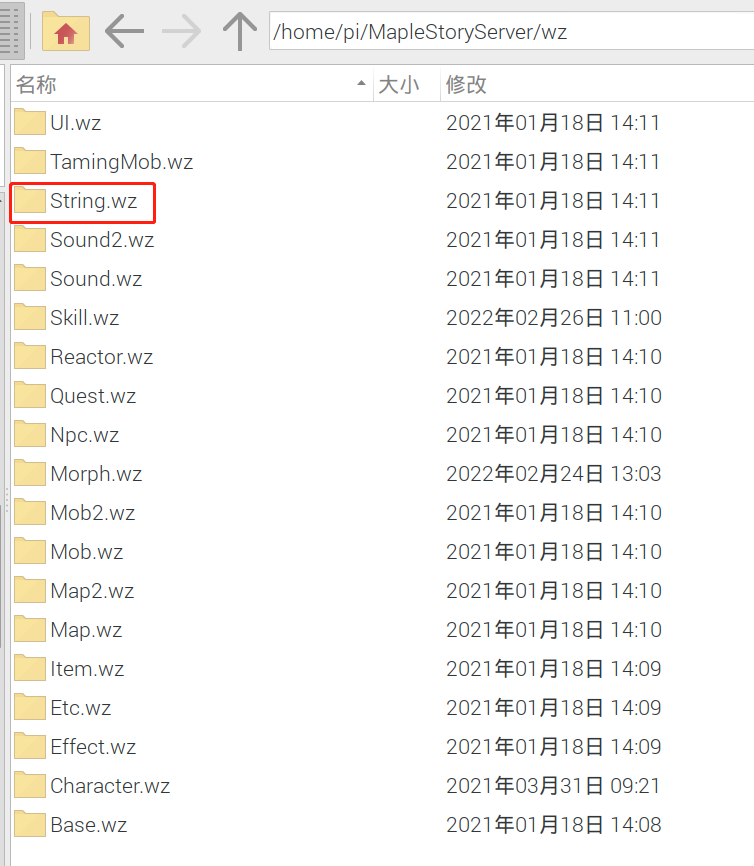 /home/pi/MapleStoryServer/wz
名称 大小 修改
UI.wz 2021年01月18日 14:11
TamingMob.wz 2021年01月18日 14:11
String.wz 2021年01月18日 14:11
Sound2.wz 2021年01月18日 14:11
Sound.wz 2021年01月18日 14:11
Skill.wz 2022年02月26日 11:00
Reactor.wz 2021年01月18日 14:10
Quest.wz 2021年01月18日 14:10
Npc.wz 2021年01月18日 14:10
Morph.wz 2022年02月24日 13:03
Mob2.wz 2021年01月18日 14:10
Mob.wz 2021年01月18日 14:10
Map2.wz 2021年01月18日 14:10
Map.wz 2021年01月18日 14:10
Item.wz 2021年01月18日 14:09
Etc.wz 2021年01月18日 14:09
Effect.wz 2021年01月18日 14:09
Character.wz 2021年03月31日 09:21
Base.wz 2021年01月18日 14:08